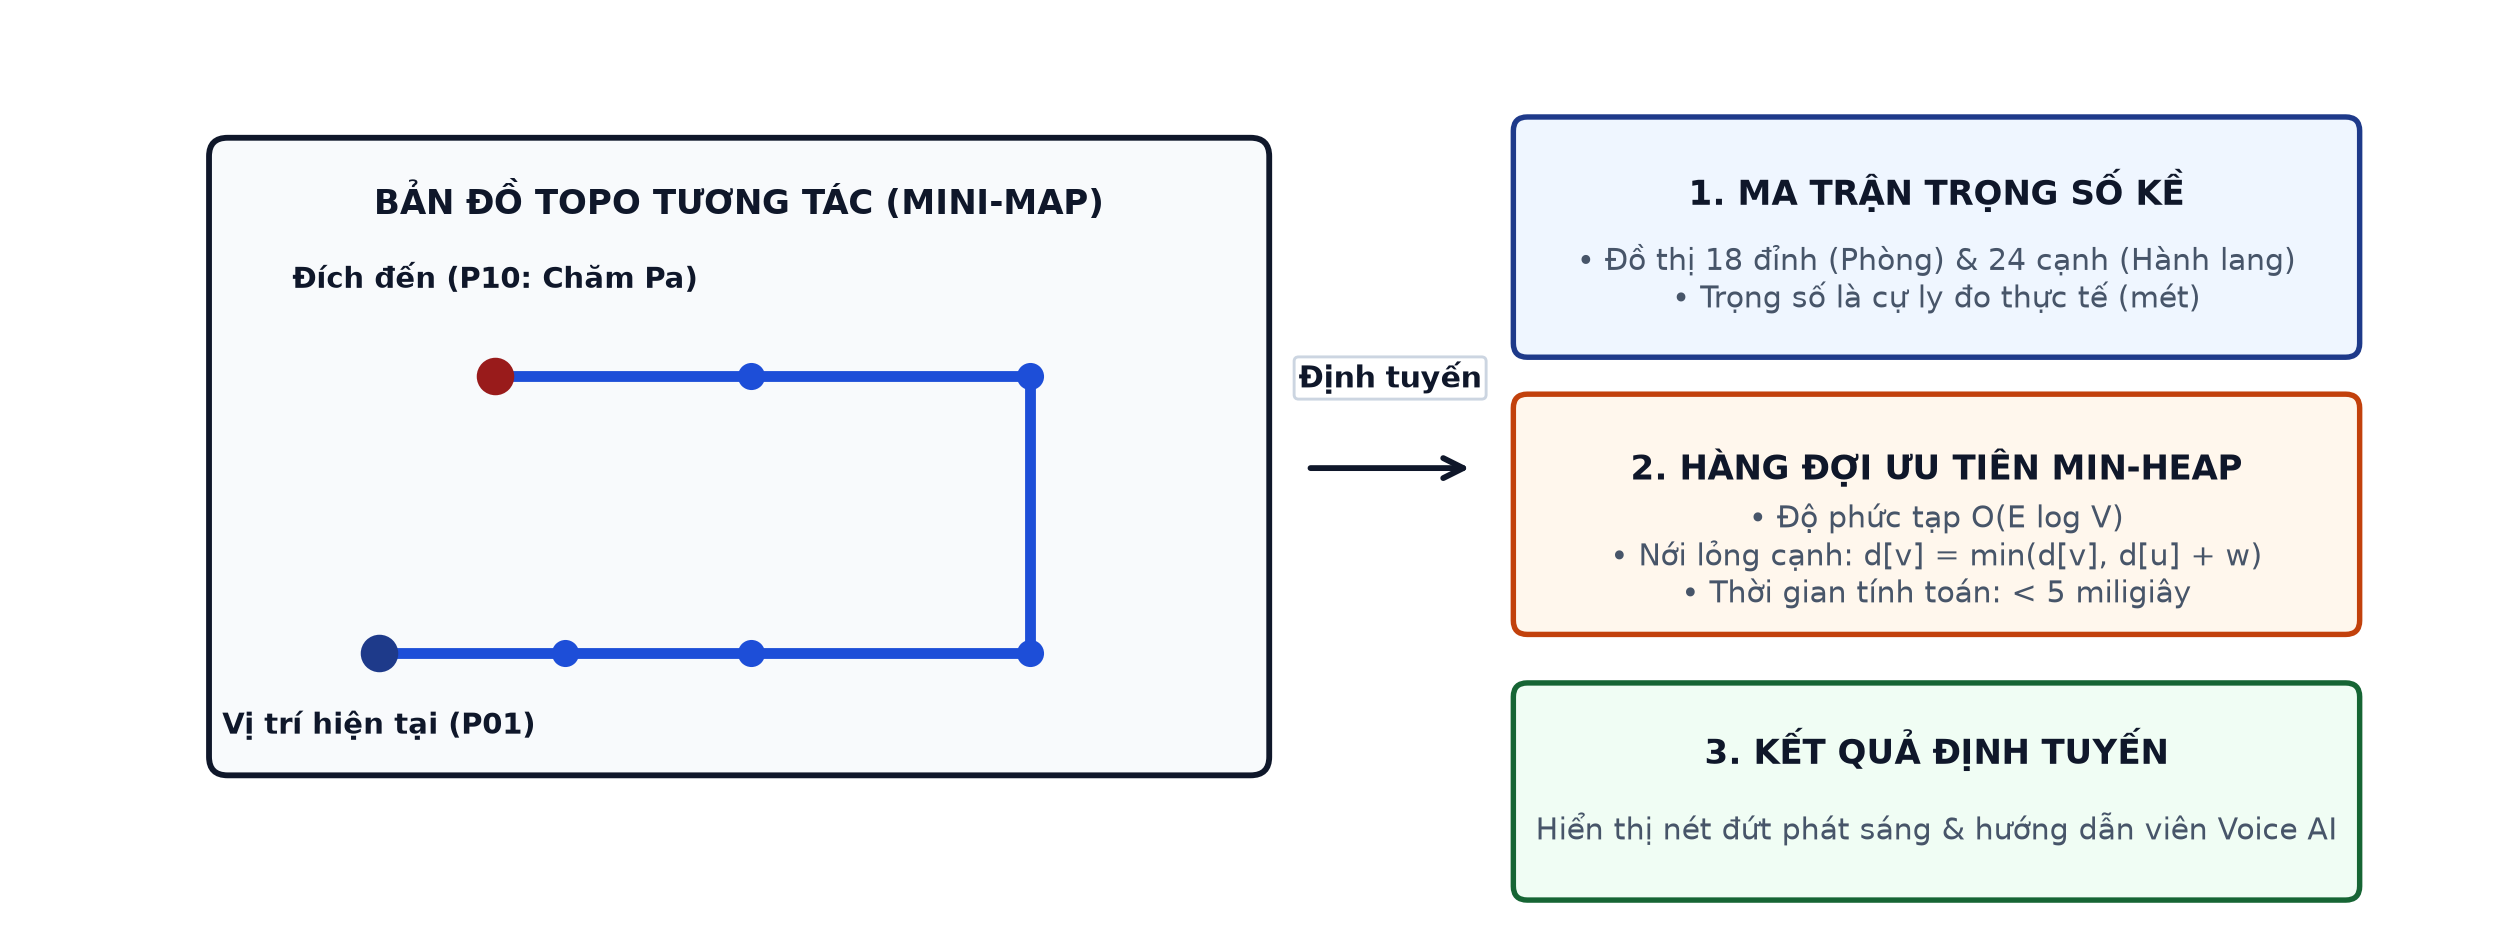 BẢN ĐỒ TOPO TƯƠNG TÁC (MINI-MAP)
Đích đến (P10: Chăm Pa)
Vị trí hiện tại (P01)
Định tuyến
1. MA TRẬN TRỌNG SỐ KỀ
• Đồ thị 18 đỉnh (Phòng) & 24 cạnh (Hành lang)
• Trọng số là cự ly đo thực tế (mét)
2. HÀNG ĐỢI ƯU TIÊN MIN-HEAP
• Độ phức tạp O(E log V)
• Nới lỏng cạnh: d[v] = min(d[v], d[u] + w)
• Thời gian tính toán: < 5 miligiây
3. KẾT QUẢ ĐỊNH TUYẾN
Hiển thị nét đứt phát sáng & hướng dẫn viên Voice AI